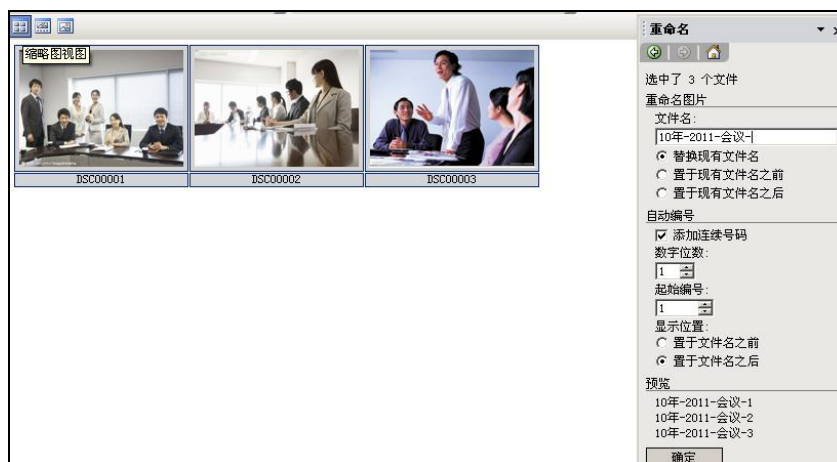 缩略图视图
DSC00001
DSC00002
DSC00003
重命名
选中了 3 个文件
重命名图片
文件名:
10年-2011-会议-
替换现有文件名
置于现有文件名之前
置于现有文件名之后
自动编号
添加连续号码
数字位数:
1
起始编号:
1
显示位置:
置于文件名之前
置于文件名之后
预览
10年-2011-会议-1
10年-2011-会议-2
10年-2011-会议-3
确定